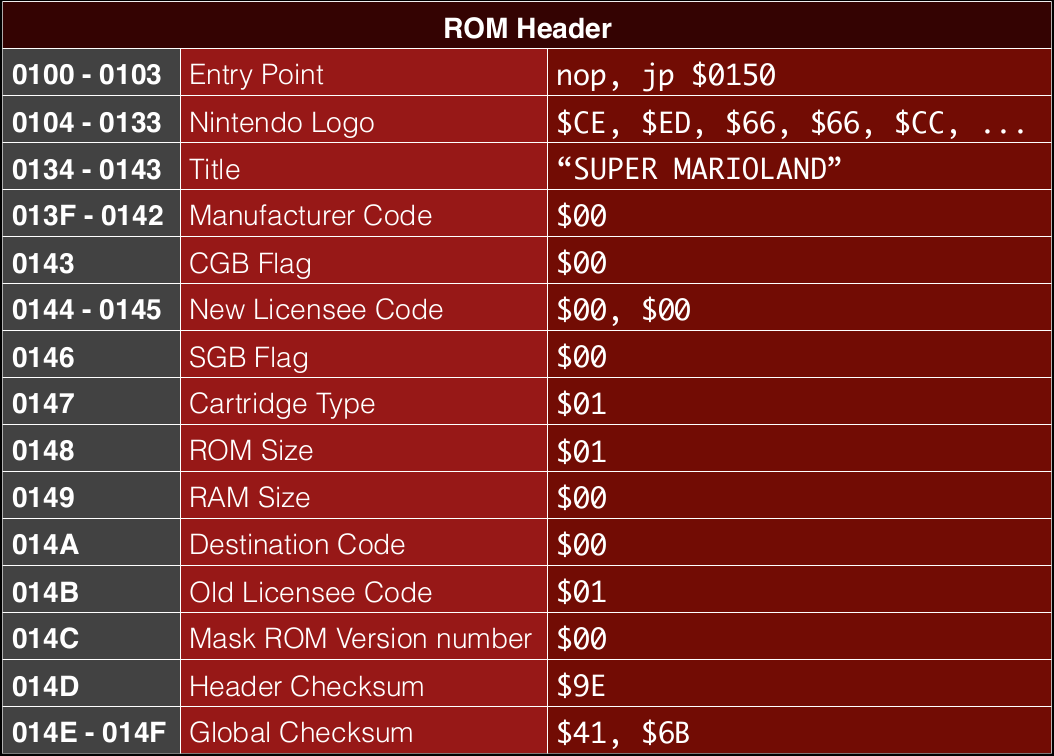 ROM Header
0100 - 0103 Entry Point nop, jp $0150
0104 - 0133 Nintendo Logo $CE, $ED, $66, $66, $CC, ...
0134 - 0143 Title “SUPER MARIOLAND”
013F - 0142 Manufacturer Code $00
0143 CGB Flag $00
0144 - 0145 New Licensee Code $00, $00
0146 SGB Flag $00
0147 Cartridge Type $01
0148 ROM Size $01
0149 RAM Size $00
014A Destination Code $00
014B Old Licensee Code $01
014C Mask ROM Version number $00
014D Header Checksum $9E
014E - 014F Global Checksum $41, $6B